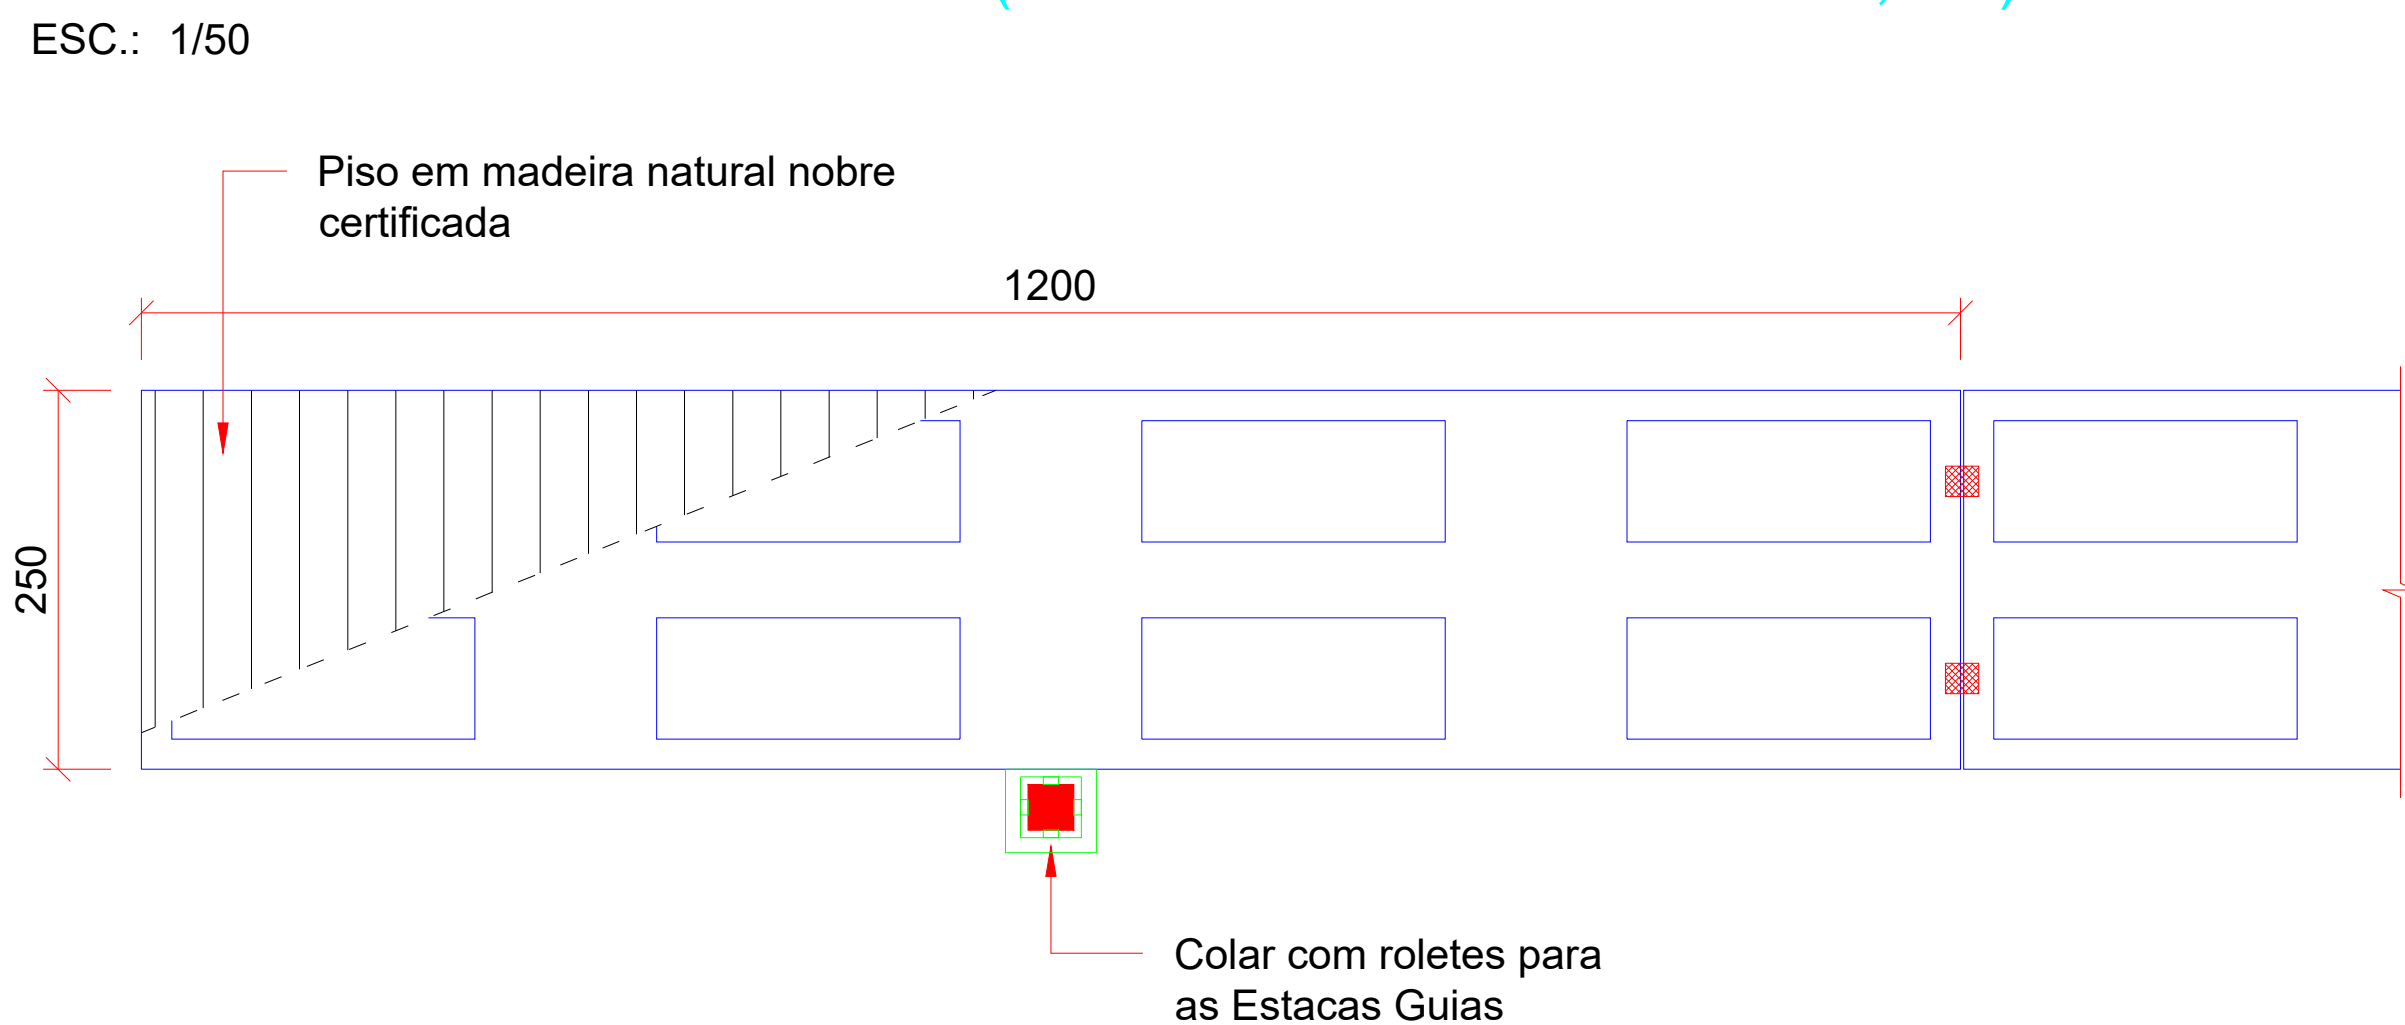 ESC.: 1/50
Piso em madeira natural nobre
certificada
1200
250
Colar com roletes para
as Estacas Guias